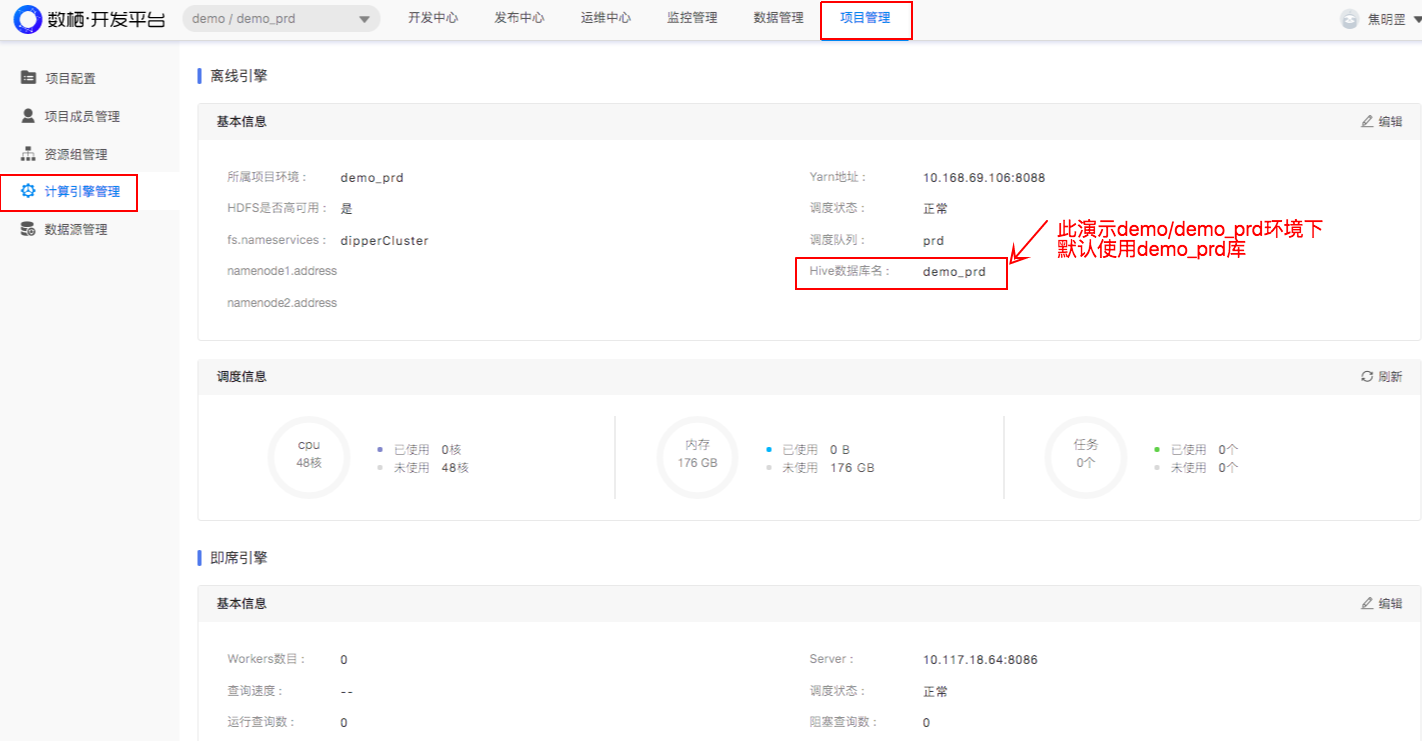 数栖·开发平台
demo / demo_prd
开发中心
发布中心
运维中心
监控管理
数据管理
项目管理
焦明罡
项目配置
项目成员管理
资源组管理
计算引擎管理
数据源管理
离线引擎
基本信息
编辑
所属项目环境： demo_prd
Yarn地址： 10.168.69.106:8088
HDFS是否高可用： 是
调度状态： 正常
fs.nameservices： dipperCluster
调度队列： prd
namenode1.address
Hive数据库名： demo_prd
namenode2.address
此演示demo/demo_prd环境下
默认使用demo_prd库
调度信息
刷新
cpu
48核
已使用 0核
未使用 48核
内存
176 GB
已使用 0 B
未使用 176 GB
任务
0个
已使用 0个
未使用 0个
即席引擎
基本信息
编辑
Workers数目： 0
Server： 10.117.18.64:8086
查询速度： --
调度状态： 正常
运行查询数： 0
阻塞查询数： 0